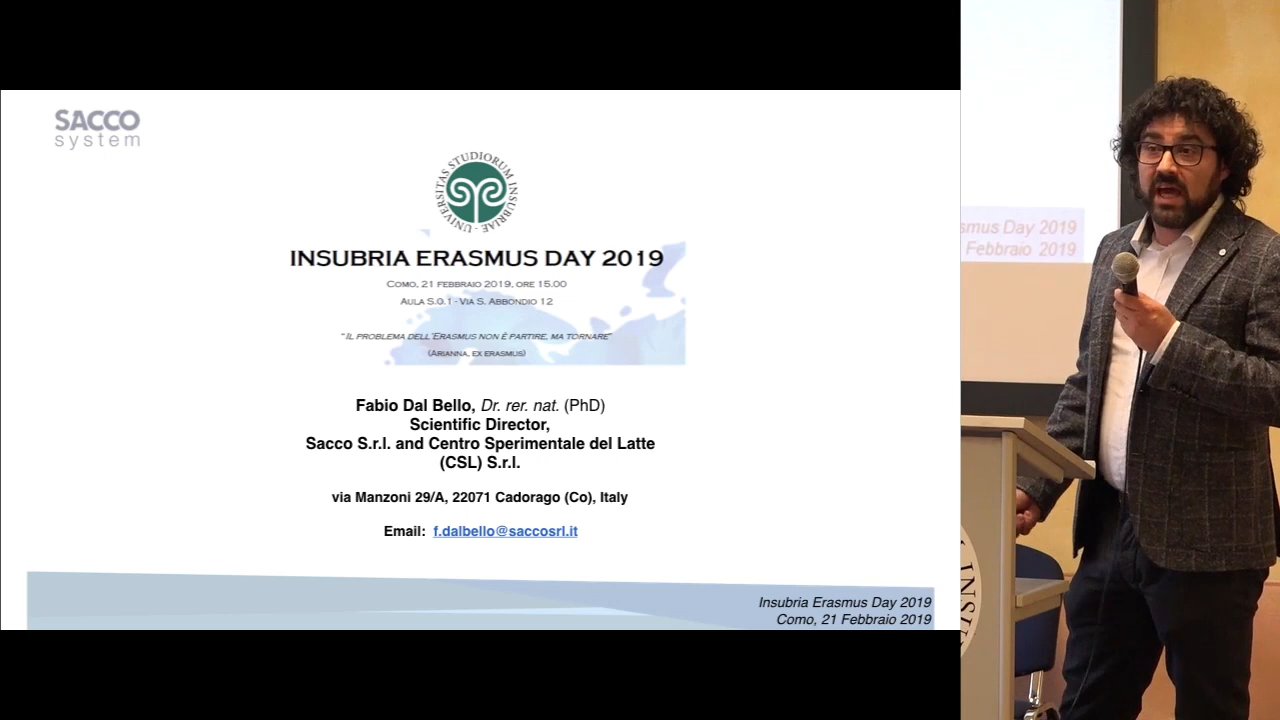 SACCO
system
UNIVERSITAS STUDIORUM INSUBRIAE
INSUBRIA ERASMUS DAY 2019
COMO, 21 FEBBRAIO 2019, ORE 15.00
AULA S.0.1 - VIA S. ABBONDIO 12
"IL PROBLEMA DELL'ERASMUS NON È PARTIRE, MA TORNARE"
(ARIANNA, EX ERASMUS)
Fabio Dal Bello, Dr. rer. nat. (PhD)
Scientific Director,
Sacco S.r.l. and Centro Sperimentale del Latte
(CSL) S.r.l.
via Manzoni 29/A, 22071 Cadorago (Co), Italy
Email: f.dalbello@saccosrl.it
Insubria Erasmus Day 2019
Como, 21 Febbraio 2019
smus Day 2019
Febbraio 2019
INSU